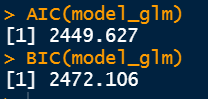 > AIC(model_glm)
[1] 2449.627
> BIC(model_glm)
[1] 2472.106